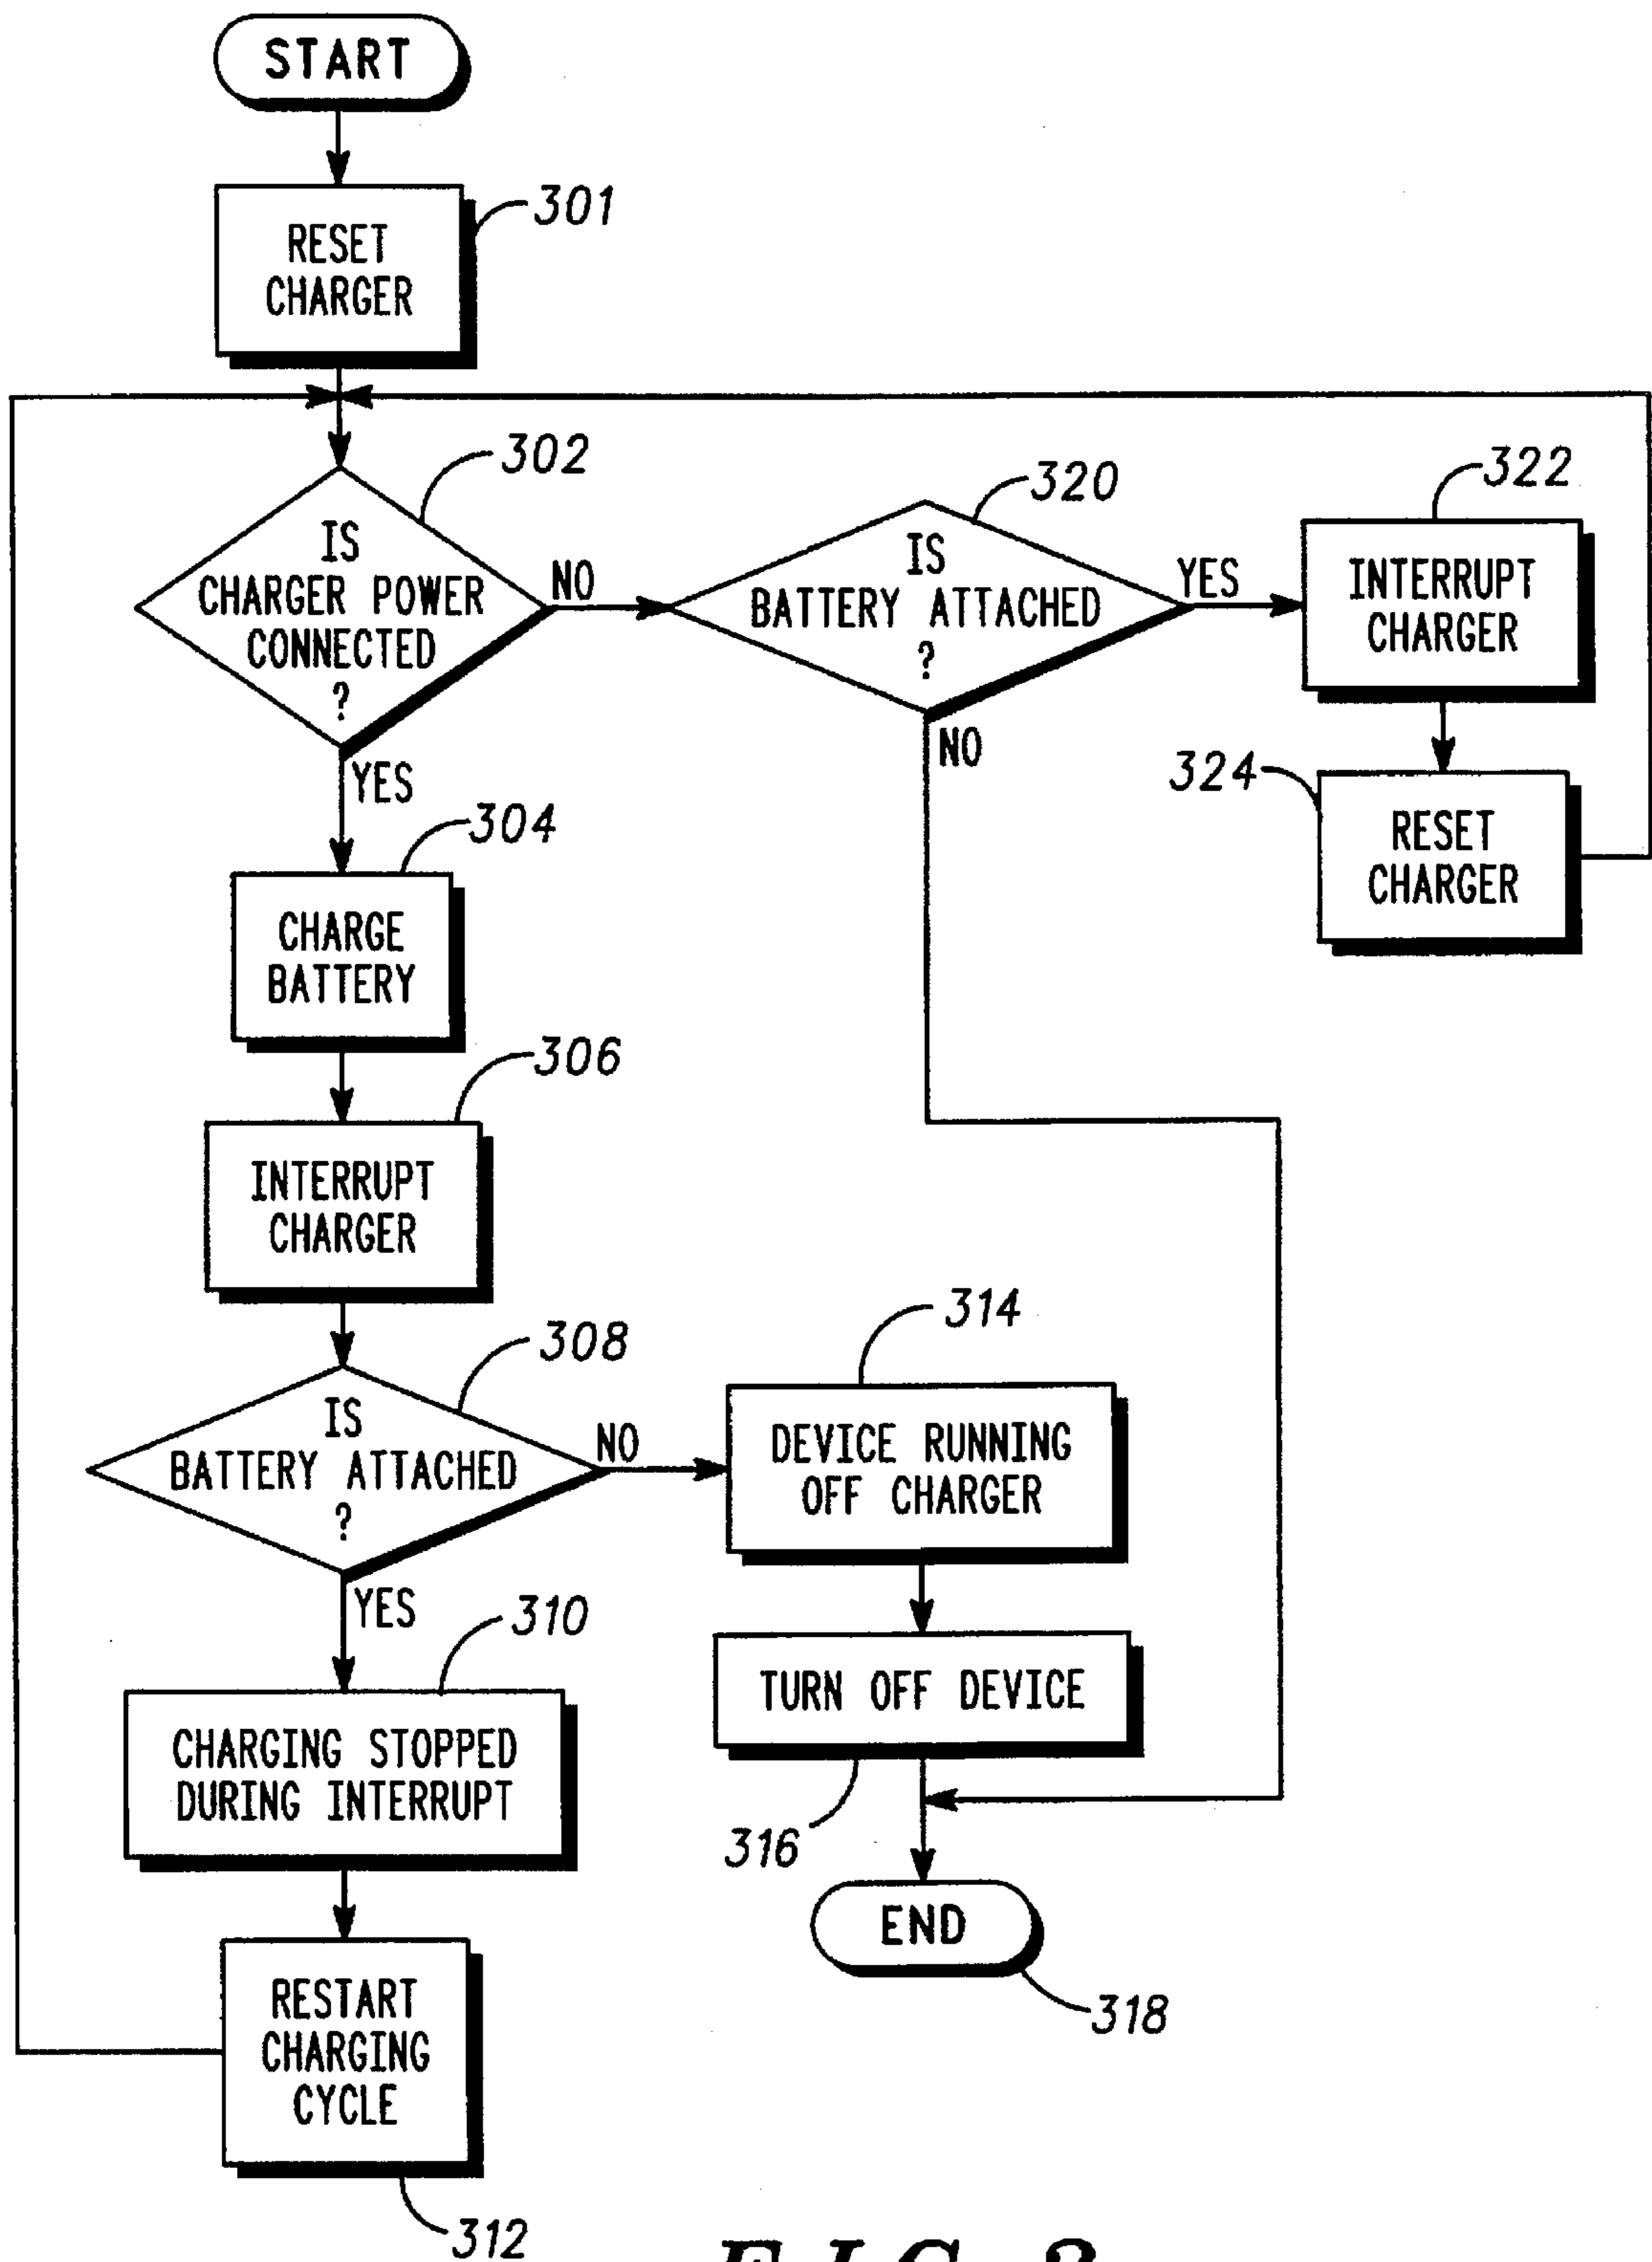 START
301
RESET
CHARGER
302
IS
CHARGER POWER
CONNECTED
?
NO
YES
320
IS
BATTERY ATTACHED
?
YES
NO
322
INTERRUPT
CHARGER
324
RESET
CHARGER
304
CHARGE
BATTERY
306
INTERRUPT
CHARGER
308
IS
BATTERY ATTACHED
?
NO
YES
314
DEVICE RUNNING
OFF CHARGER
310
CHARGING STOPPED
DURING INTERRUPT
TURN OFF DEVICE
316
END
318
RESTART
CHARGING
CYCLE
312
FIG.